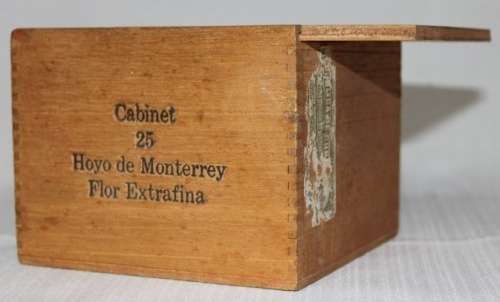 Cabinet
25
Hoyo de Monterrey
Flor Extrafina